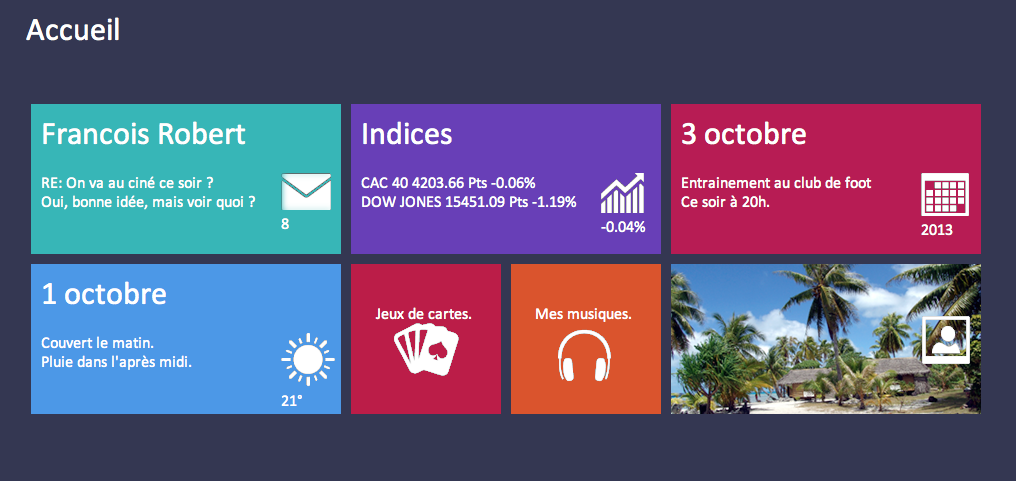 Accueil
Francois Robert
RE: On va au ciné ce soir ?
Oui, bonne idée, mais voir quoi ?
8
Indices
CAC 40 4203.66 Pts -0.06%
DOW JONES 15451.09 Pts -1.19%
-0.04%
3 octobre
Entrainement au club de foot
Ce soir à 20h.
2013
1 octobre
Couvert le matin.
Pluie dans l'après midi.
21°
Jeux de cartes.
Mes musiques.